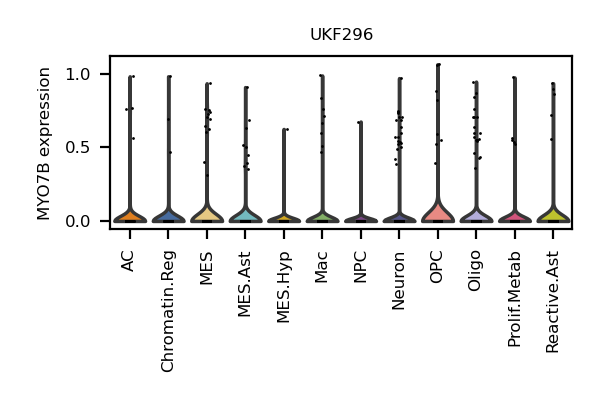 UKF296
MYO7B expression
1.0
0.5
0.0
AC
Chromatin.Reg
MES
MES.Ast
MES.Hyp
Mac
NPC
Neuron
OPC
Oligo
Prolif.Metab
Reactive.Ast